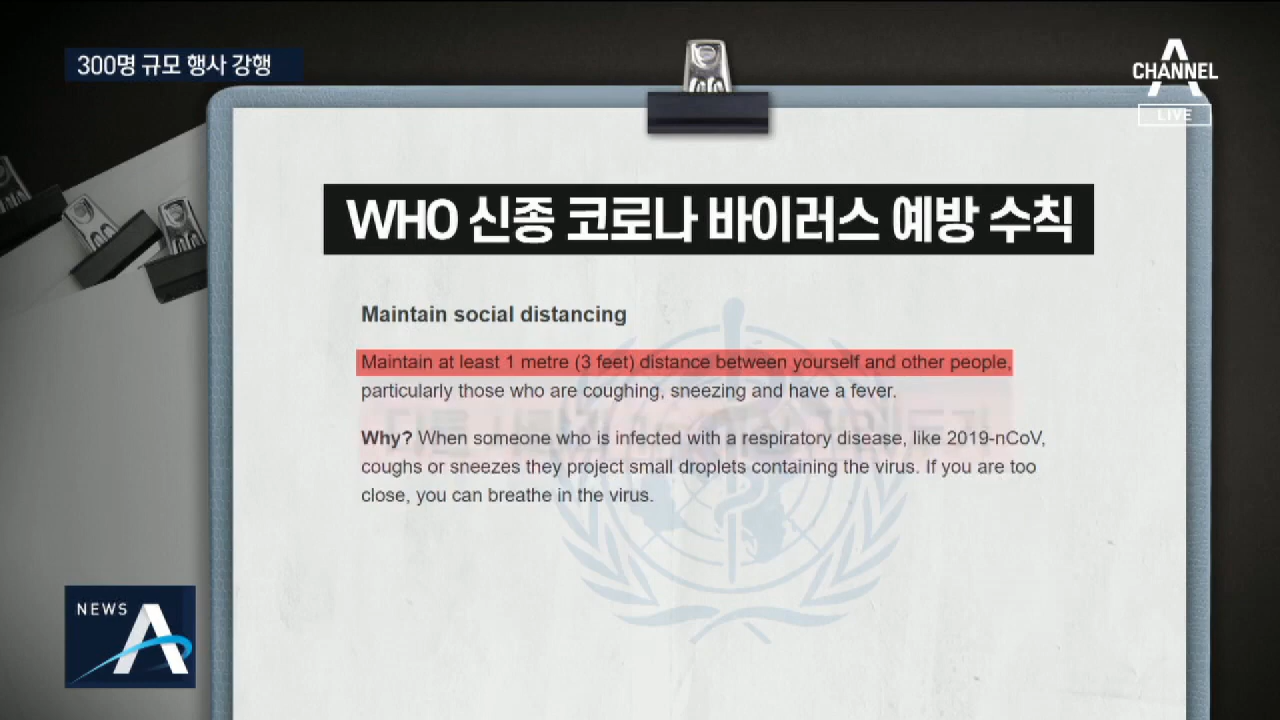 300명 규모 행사 강행
CHANNEL
LIVE
WHO 신종 코로나 바이러스 예방 수칙
Maintain social distancing
Maintain at least 1 metre (3 feet) distance between yourself and other people,
particularly those who are coughing, sneezing and have a fever.
Why? When someone who is infected with a respiratory disease, like 2019-nCoV,
coughs or sneezes they project small droplets containing the virus. If you are too
close, you can breathe in the virus.
NEWS A